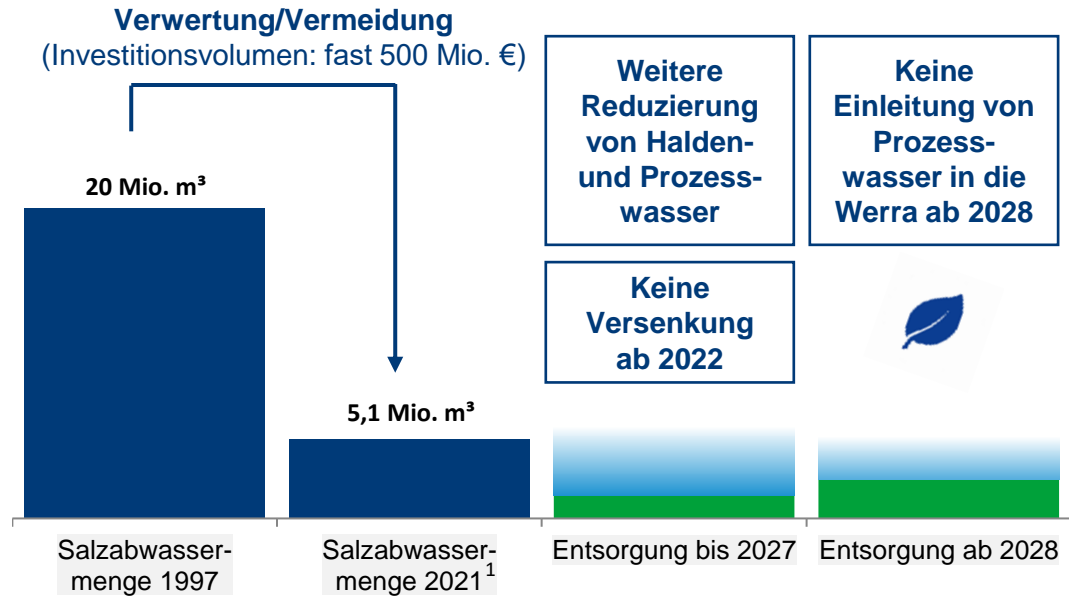 Verwertung/Vermeidung
(Investitionsvolumen: fast 500 Mio. €)
20 Mio. m³
5,1 Mio. m³
Weitere
Reduzierung
von Halden-
und Prozess-
wasser
Keine
Versenkung
ab 2022
Keine
Einleitung von
Prozess-
wasser in die
Werra ab 2028
Salzabwasser-
menge 1997
Salzabwasser-
menge 2021¹
Entsorgung bis 2027
Entsorgung ab 2028